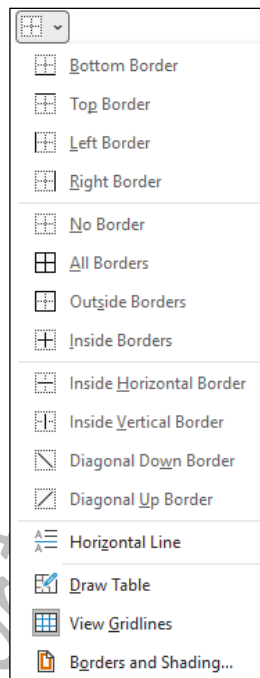 Bottom Border
Top Border
Left Border
Right Border
No Border
All Borders
Outside Borders
Inside Borders
Inside Horizontal Border
Inside Vertical Border
Diagonal Down Border
Diagonal Up Border
Horizontal Line
Draw Table
View Gridlines
Borders and Shading...